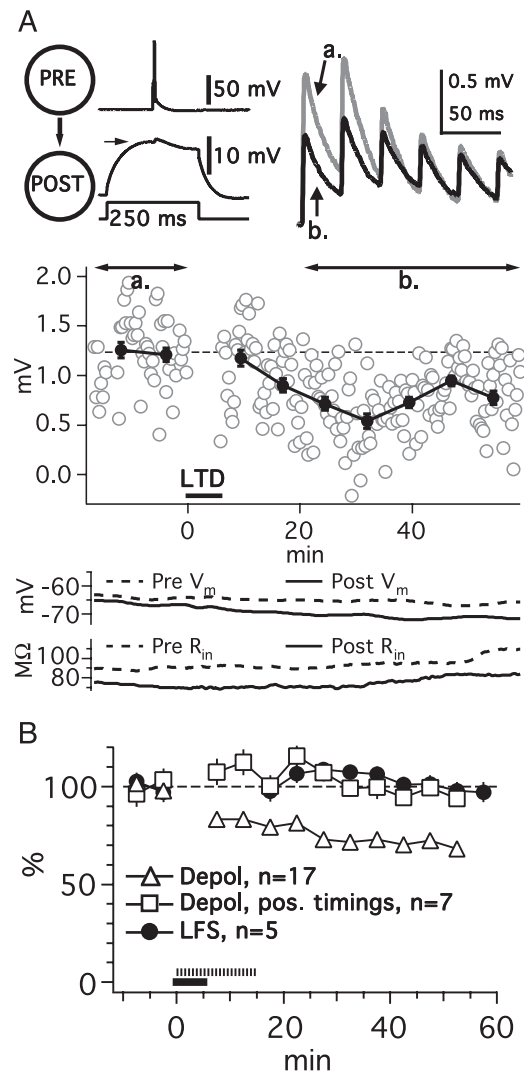 A
PRE
50 mV
POST
10 mV
250 ms
a.
b.
0.5 mV
50 ms
a.
b.
2.0
1.5
1.0
0.5
0.0
mV
LTD
0
20
40
min
Pre Vm
Post Vm
-60
-70
mV
Pre Rin
Post Rin
100
80
MΩ
B
100
50
0
%
Depol, n=17
Depol, pos. timings, n=7
LFS, n=5
0
20
40
60
min